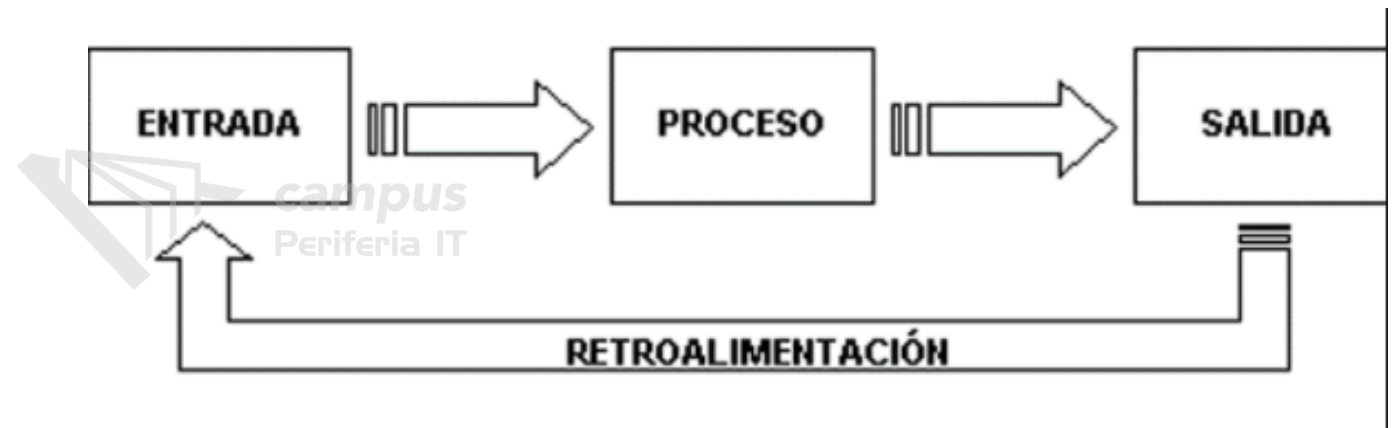 ENTRADA
PROCESO
SALIDA
campus
Periferia IT
RETROALIMENTACIÓN